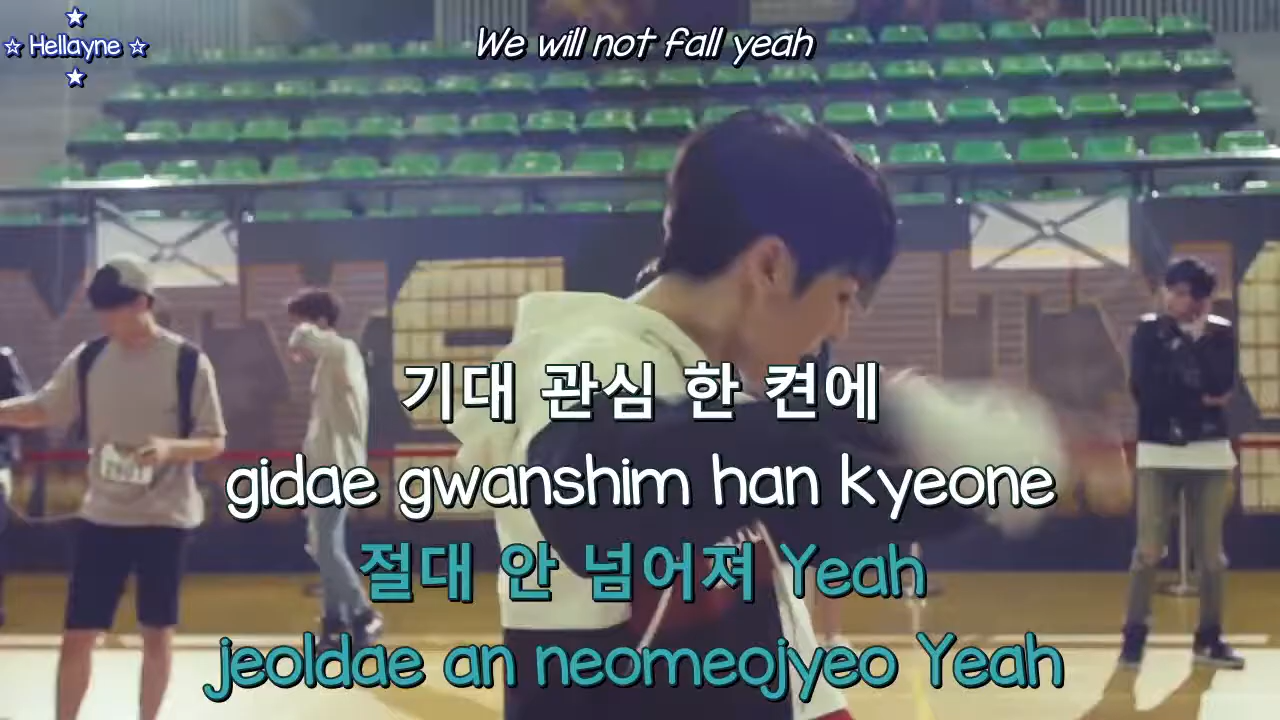 ☆ Hellayne ☆
We will not fall yeah
기대 관심 한 켠에
gidae gwanshim han kyeone
절대 안 넘어져 Yeah
jeoldae an neomeojyeo Yeah